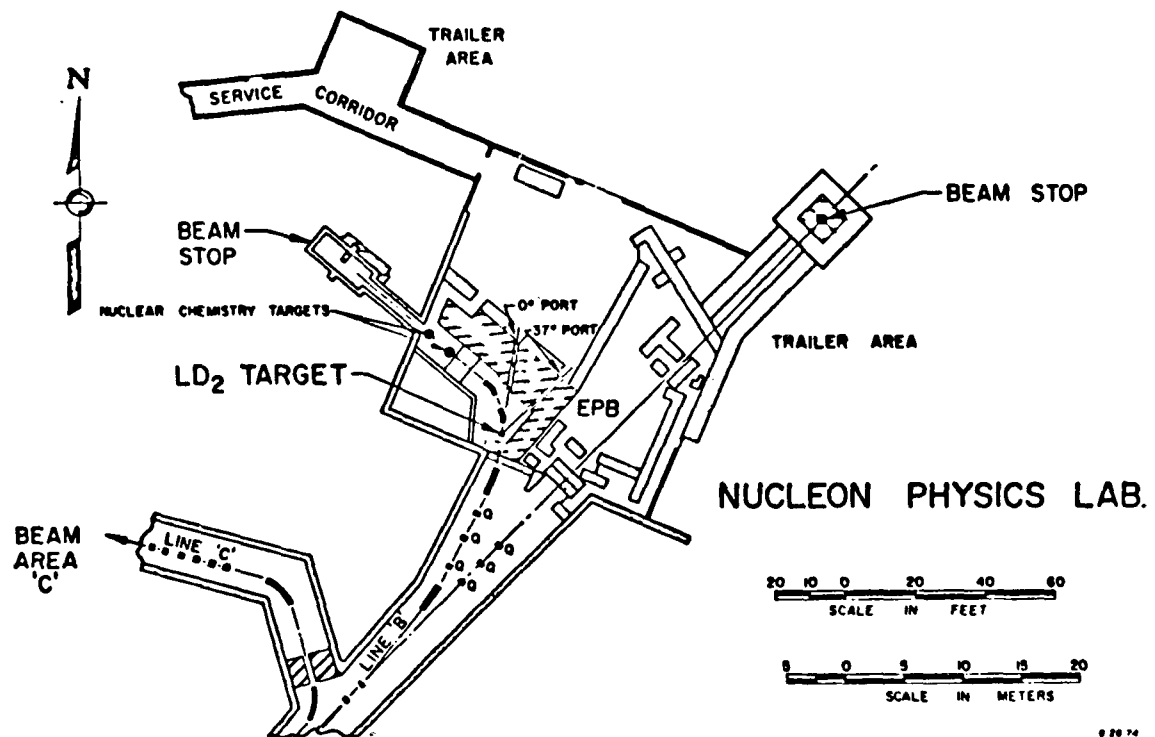 TRAILER
AREA
N
SERVICE CORRIDOR
BEAM STOP
BEAM
STOP
NUCLEAR CHEMISTRY TARGETS
0° PORT
37° PORT
TRAILER AREA
LD₂ TARGET
EPB
NUCLEON PHYSICS LAB.
BEAM
AREA
'C'
LINE 'C'
Q
Q
Q
Q
Q
Q
LINE 'B'
20 10 0 20 40 60
SCALE IN FEET
5 0 5 10 15 20
SCALE IN METERS